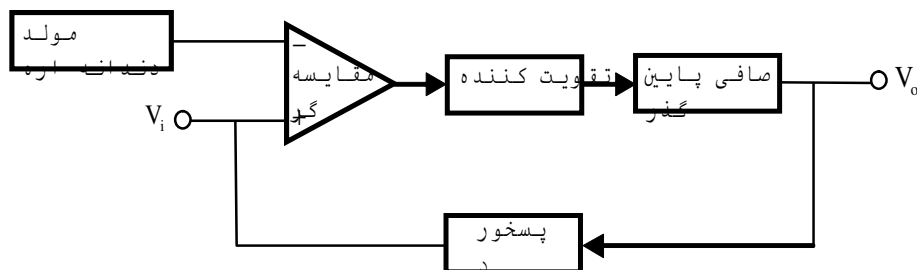 مولد
دندانه اره
−
مقایسه
گر
+
تقویت کننده
صافی پایین
گذر
Vo
Vi
پسخور
د